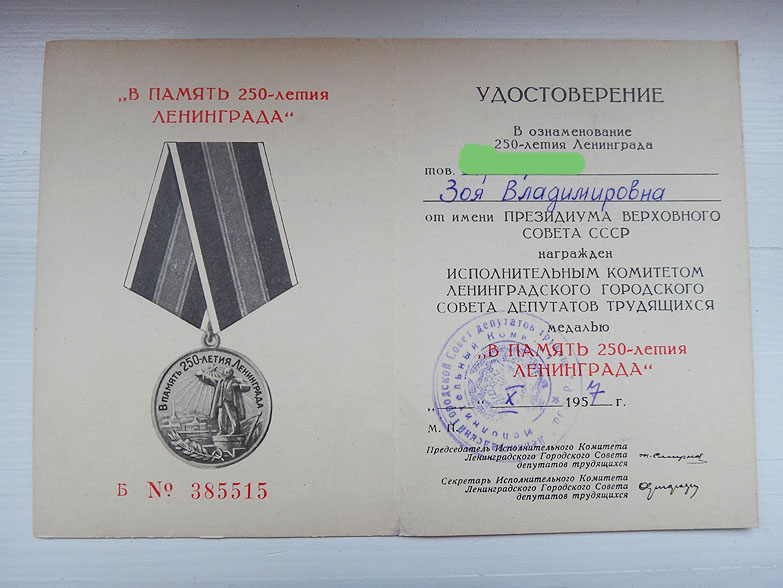 „В ПАМЯТЬ 250-летия
ЛЕНИНГРАДА“
В ПАМЯТЬ 250-ЛЕТИЯ ЛЕНИНГРАДА
Б № 385515
УДОСТОВЕРЕНИЕ
В ознаменование
250-летия Ленинграда
тов.
Зоя Владимировна
от имени ПРЕЗИДИУМА ВЕРХОВНОГО
СОВЕТА СССР
награжден
ИСПОЛНИТЕЛЬНЫМ КОМИТЕТОМ
ЛЕНИНГРАДСКОГО ГОРОДСКОГО
СОВЕТА ДЕПУТАТОВ ТРУДЯЩИХСЯ
медалью
„В ПАМЯТЬ 250-летия
ЛЕНИНГРАДА“
„ “ X 1957 г.
М. П.
Председатель Исполнительного Комитета
Ленинградского Городского Совета
депутатов трудящихся
Секретарь Исполнительного Комитета
Ленинградского Городского Совета
депутатов трудящихся